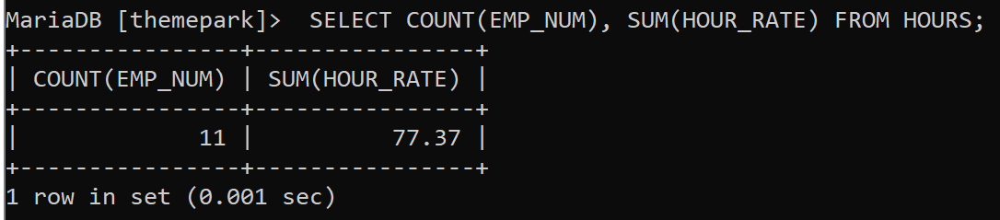 MariaDB [themepark]>  SELECT COUNT(EMP_NUM), SUM(HOUR_RATE) FROM HOURS;
+----------------+----------------+
| COUNT(EMP_NUM) | SUM(HOUR_RATE) |
+----------------+----------------+
|             11 |          77.37 |
+----------------+----------------+
1 row in set (0.001 sec)